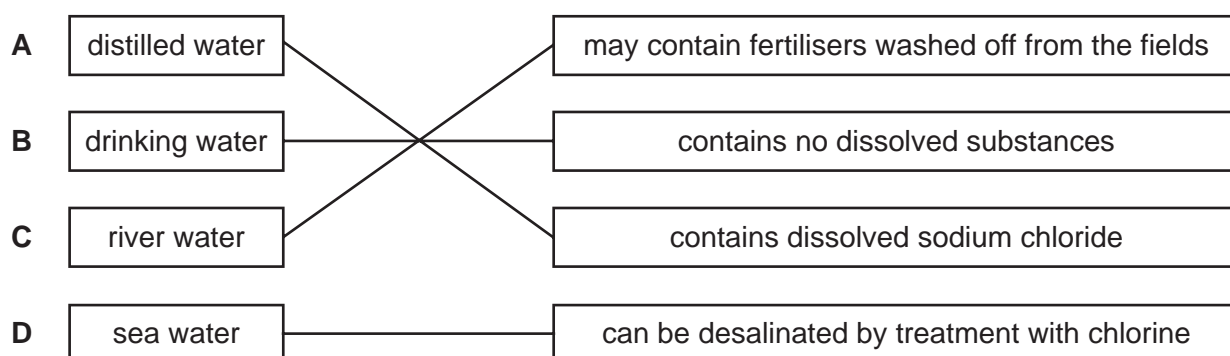 A distilled water may contain fertilisers washed off from the fields
B drinking water contains no dissolved substances
C river water contains dissolved sodium chloride
D sea water can be desalinated by treatment with chlorine